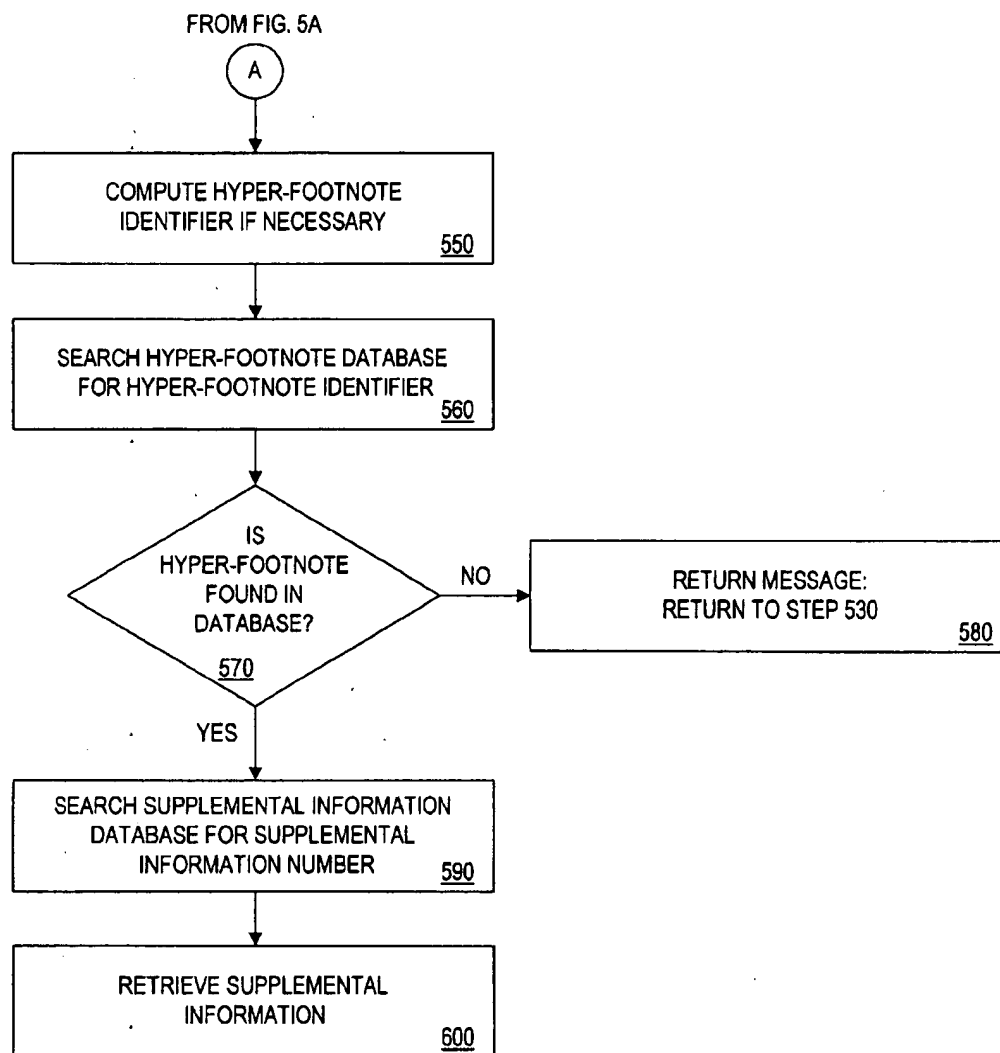 FROM FIG. 5A
A
COMPUTE HYPER-FOOTNOTE
IDENTIFIER IF NECESSARY
550
SEARCH HYPER-FOOTNOTE DATABASE
FOR HYPER-FOOTNOTE IDENTIFIER
560
IS
HYPER-FOOTNOTE
FOUND IN
DATABASE?
570
NO
RETURN MESSAGE:
RETURN TO STEP 530
580
YES
SEARCH SUPPLEMENTAL INFORMATION
DATABASE FOR SUPPLEMENTAL
INFORMATION NUMBER
590
RETRIEVE SUPPLEMENTAL
INFORMATION
600